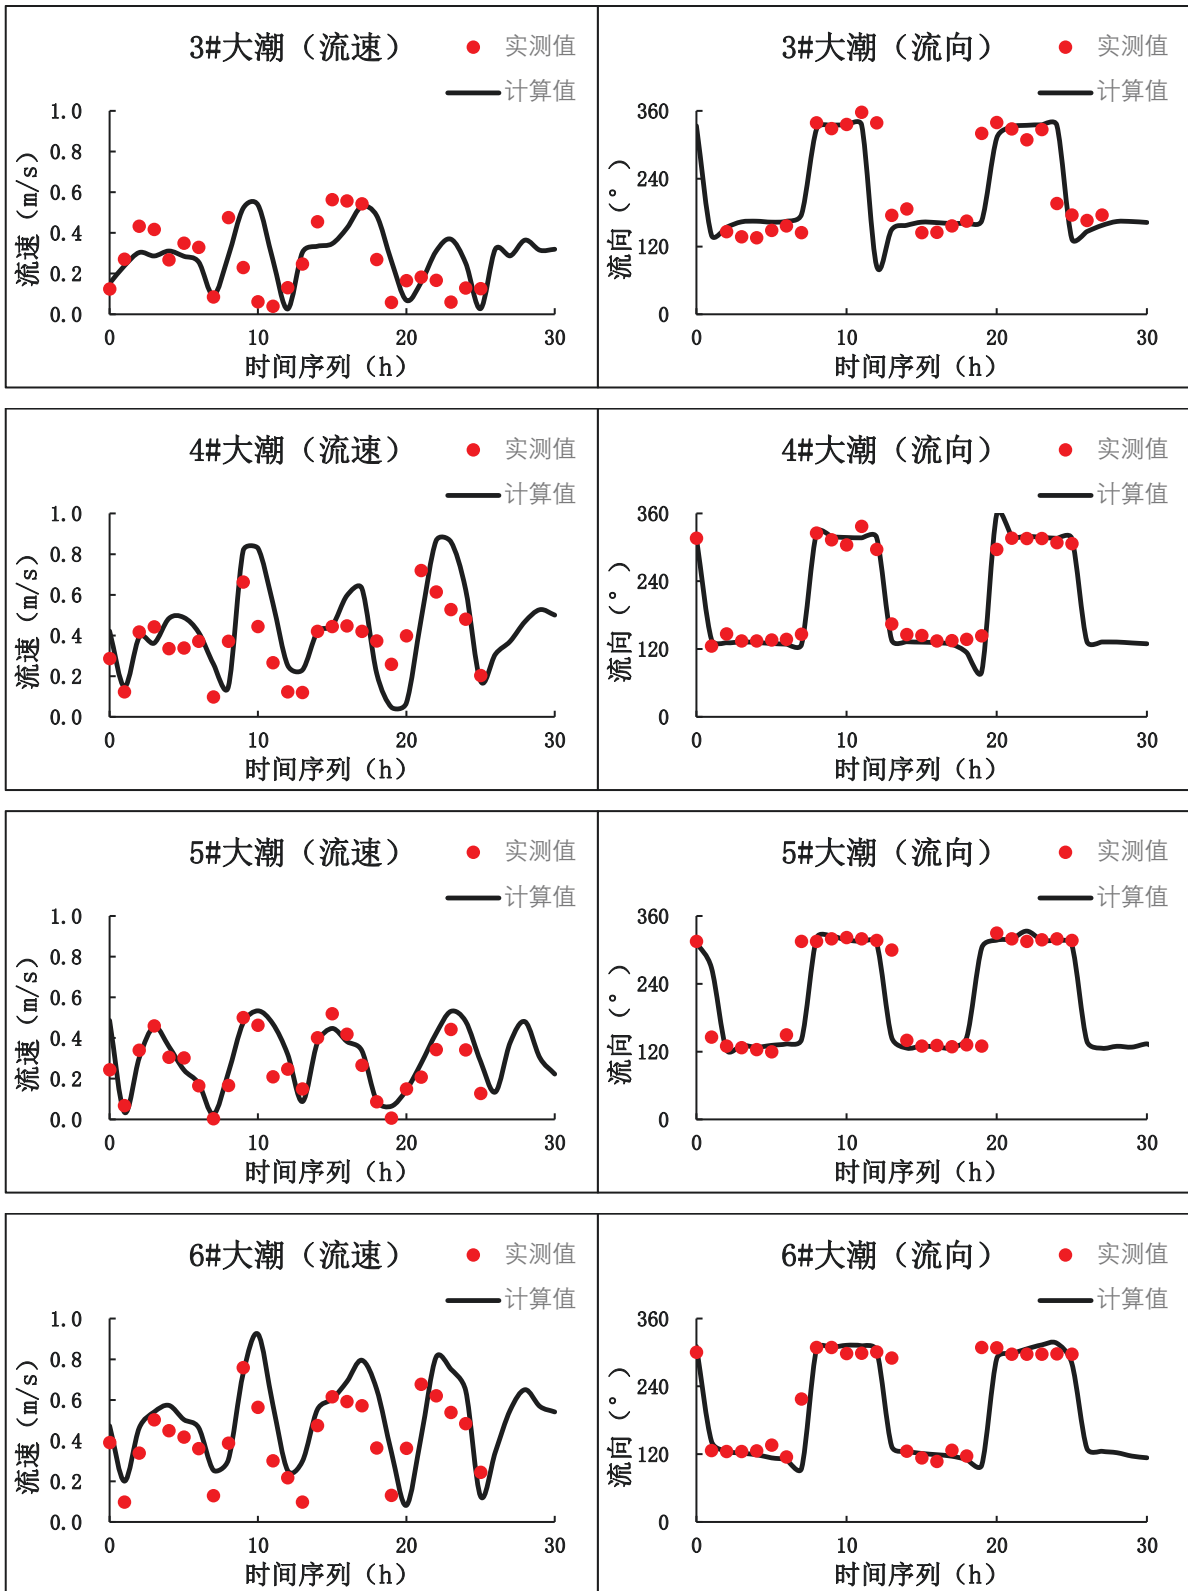 3#大潮（流速）
实测值
计算值
流速（m/s）
1.0
0.8
0.6
0.4
0.2
0.0
0 10 20 30
时间序列（h）
3#大潮（流向）
实测值
计算值
流向（°）
360
240
120
0
0 10 20 30
时间序列（h）
4#大潮（流速）
实测值
计算值
流速（m/s）
1.0
0.8
0.6
0.4
0.2
0.0
0 10 20 30
时间序列（h）
4#大潮（流向）
实测值
计算值
流向（°）
360
240
120
0
0 10 20 30
时间序列（h）
5#大潮（流速）
实测值
计算值
流速（m/s）
1.0
0.8
0.6
0.4
0.2
0.0
0 10 20 30
时间序列（h）
5#大潮（流向）
实测值
计算值
流向（°）
360
240
120
0
0 10 20 30
时间序列（h）
6#大潮（流速）
实测值
计算值
流速（m/s）
1.0
0.8
0.6
0.4
0.2
0.0
0 10 20 30
时间序列（h）
6#大潮（流向）
实测值
计算值
流向（°）
360
240
120
0
0 10 20 30
时间序列（h）